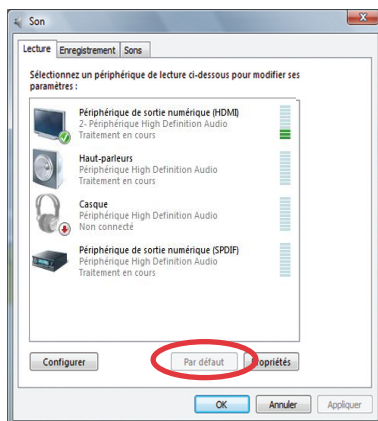 Son
Lecture Enregistrement Sons
Sélectionnez un périphérique de lecture ci-dessous pour modifier ses
paramètres :
Périphérique de sortie numérique (HDMI)
2- Périphérique High Definition Audio
Traitement en cours
Haut-parleurs
Périphérique High Definition Audio
Traitement en cours
Casque
Périphérique High Definition Audio
Non connecté
Périphérique de sortie numérique (SPDIF)
Périphérique High Definition Audio
Traitement en cours
Configurer Par défaut Propriétés
OK Annuler Appliquer